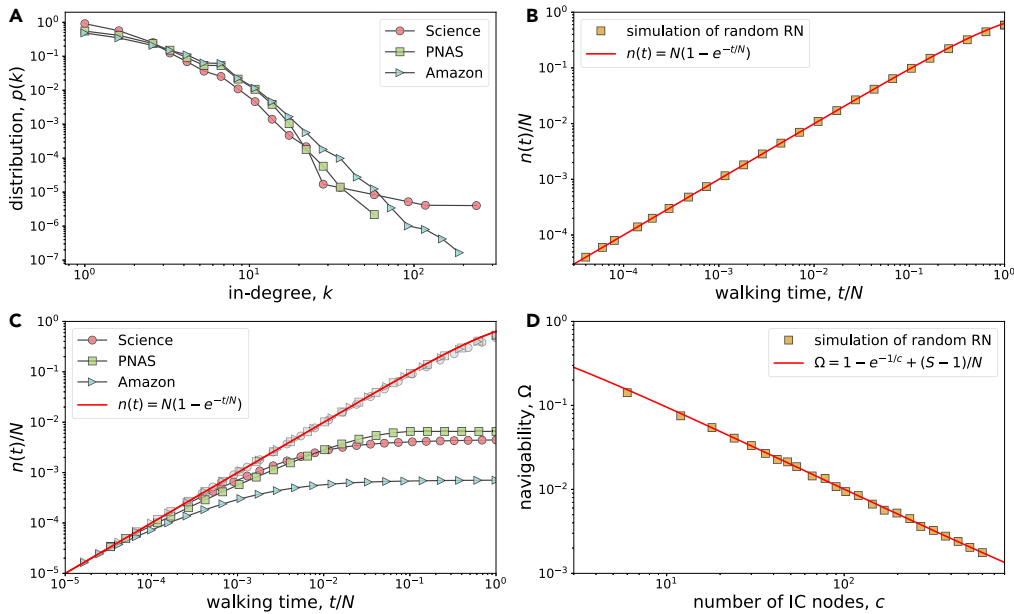 A
10⁰
10⁻¹
10⁻²
10⁻³
10⁻⁴
10⁻⁵
10⁻⁶
10⁻⁷
distribution, p(k)
Science
PNAS
Amazon
10⁰ 10¹ 10²
in-degree, k
B
10⁰
10⁻¹
10⁻²
10⁻³
10⁻⁴
n(t)/N
simulation of random RN
n(t) = N(1 − e^{−t/N})
10⁻⁴ 10⁻³ 10⁻² 10⁻¹ 10⁰
walking time, t/N
C
10⁰
10⁻¹
10⁻²
10⁻³
10⁻⁴
10⁻⁵
n(t)/N
Science
PNAS
Amazon
n(t) = N(1 − e^{−t/N})
10⁻⁵ 10⁻⁴ 10⁻³ 10⁻² 10⁻¹ 10⁰
walking time, t/N
D
10⁰
10⁻¹
10⁻²
10⁻³
navigability, Ω
simulation of random RN
Ω = 1 − e^{−1/c} + (S − 1)/N
10¹ 10²
number of IC nodes, c